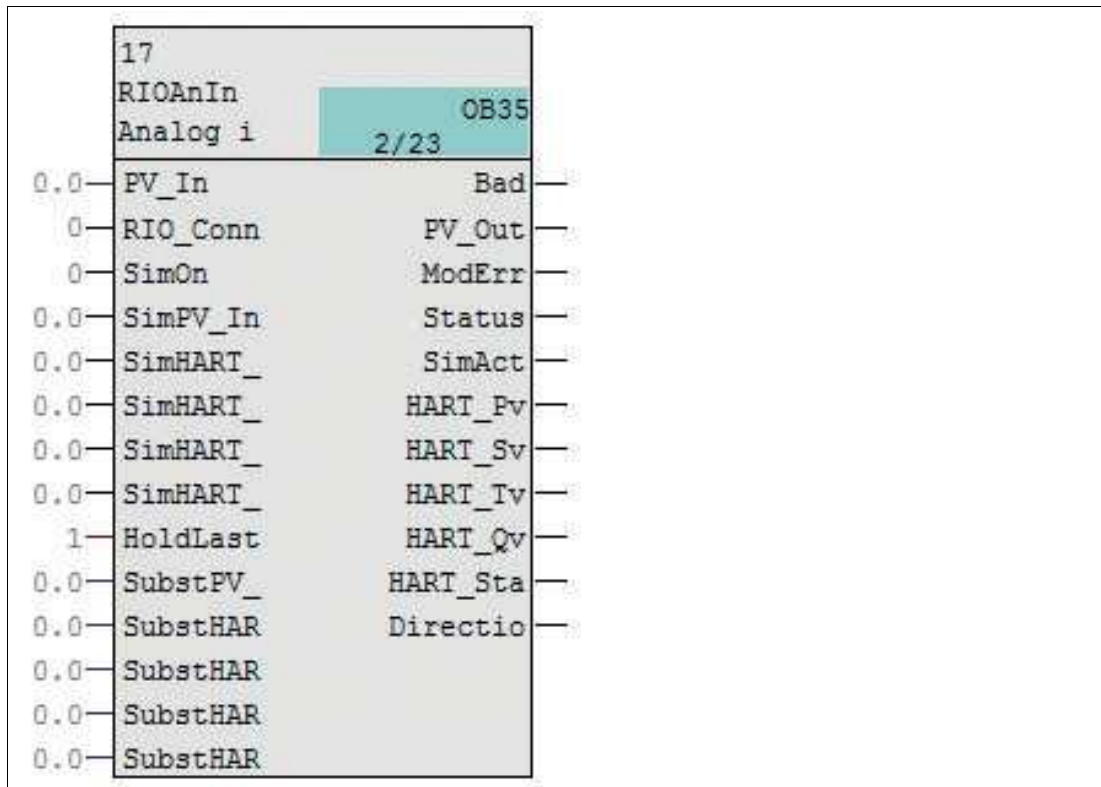 17
RIOAnIn
OB35
Analog i
2/23
0.0 PV_In Bad
0 RIO_Conn PV_Out
0 SimOn ModErr
0.0 SimPV_In Status
0.0 SimHART_ SimAct
0.0 SimHART_ HART_Pv
0.0 SimHART_ HART_Sv
0.0 SimHART_ HART_Tv
1 HoldLast HART_Qv
0.0 SubstPV_ HART_Sta
0.0 SubstHAR Directio
0.0 SubstHAR
0.0 SubstHAR
0.0 SubstHAR